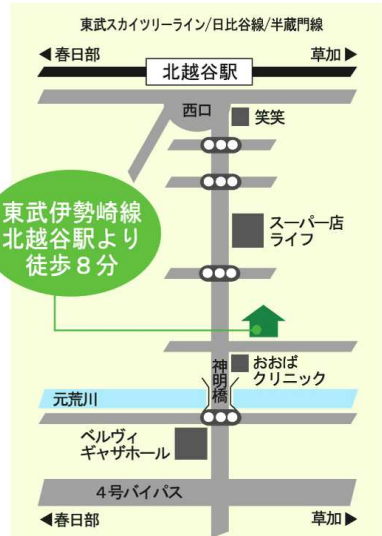 東武スカイツリーライン/日比谷線/半蔵門線
◀春日部
草加▶
北越谷駅
西口
笑笑
東武伊勢崎線
北越谷駅より
徒歩8分
スーパー店
ライフ
神明橋
おおば
クリニック
元荒川
ベルヴィ
ギャザホール
4号バイパス
◀春日部
草加▶